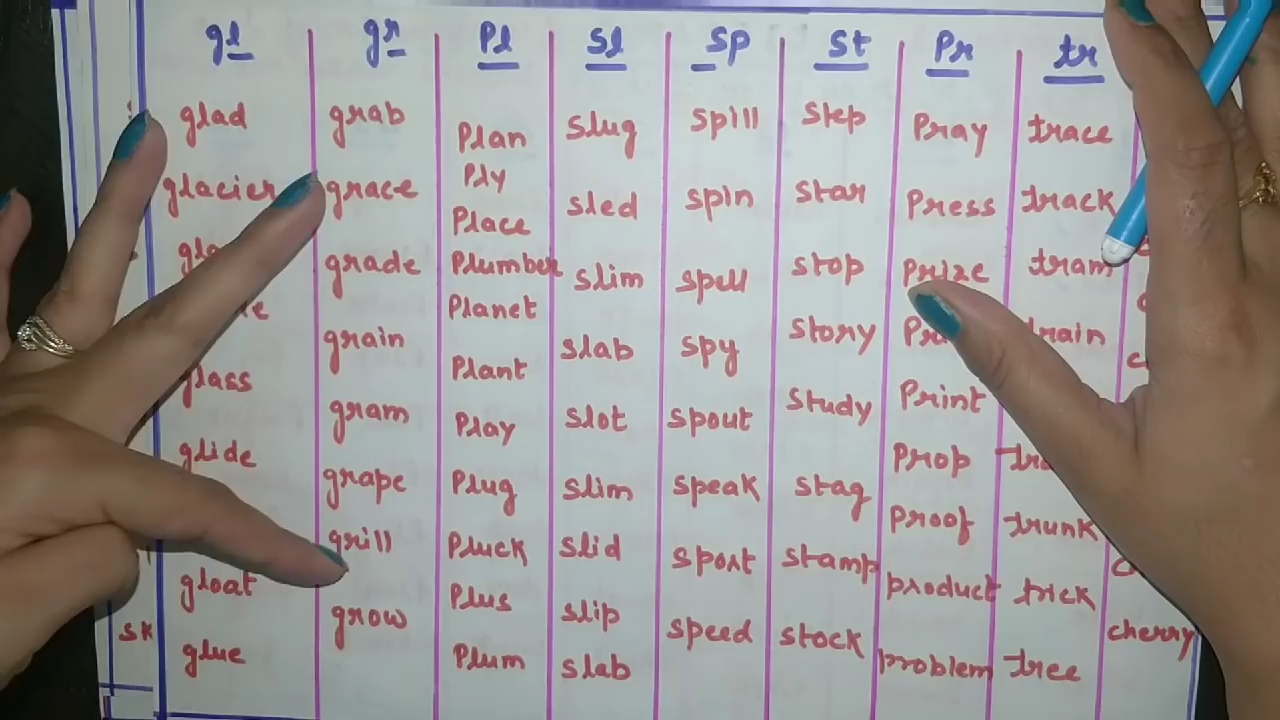 gl gr Pl Sl Sp St Pr tr
glad grab Plan slug spill step Pray trace
glacier grace Ply sled spin star Press track
grade Place slim spell stop Prize tram
grain Plumber slab spy story
gram Planet slot spout study Print
glass grape Plant slim speak stag Prop
glide grill Play slid sport stamp proof trunk
gloat grow Plug slip speed stock product trick
glue Pluck slab problem tree
Plus
Plum
sk
cherry